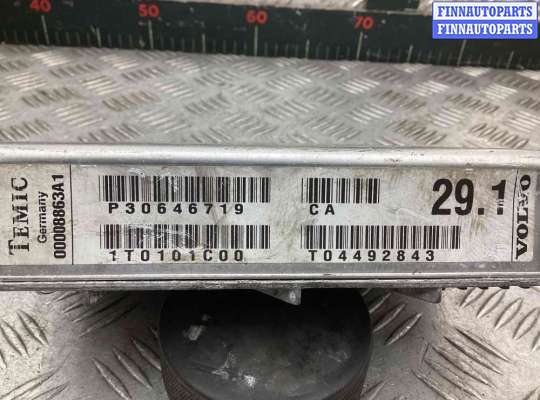 FINNAUTOPARTS
FINNAUTOPARTS
40
50
60
70
TEMIC
Germany
00008863A1
P30646719
CA
29.1
1T0101C00
T04492843
VOLVO